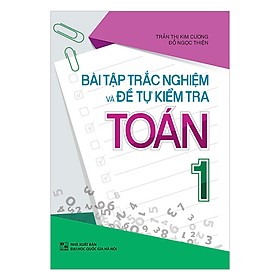 TRẦN THỊ KIM CƯƠNG
ĐỖ NGỌC THIỆN
BÀI TẬP TRẮC NGHIỆM
VÀ ĐỀ TỰ KIỂM TRA
TOÁN
1
NHÀ XUẤT BẢN
ĐẠI HỌC QUỐC GIA HÀ NỘI